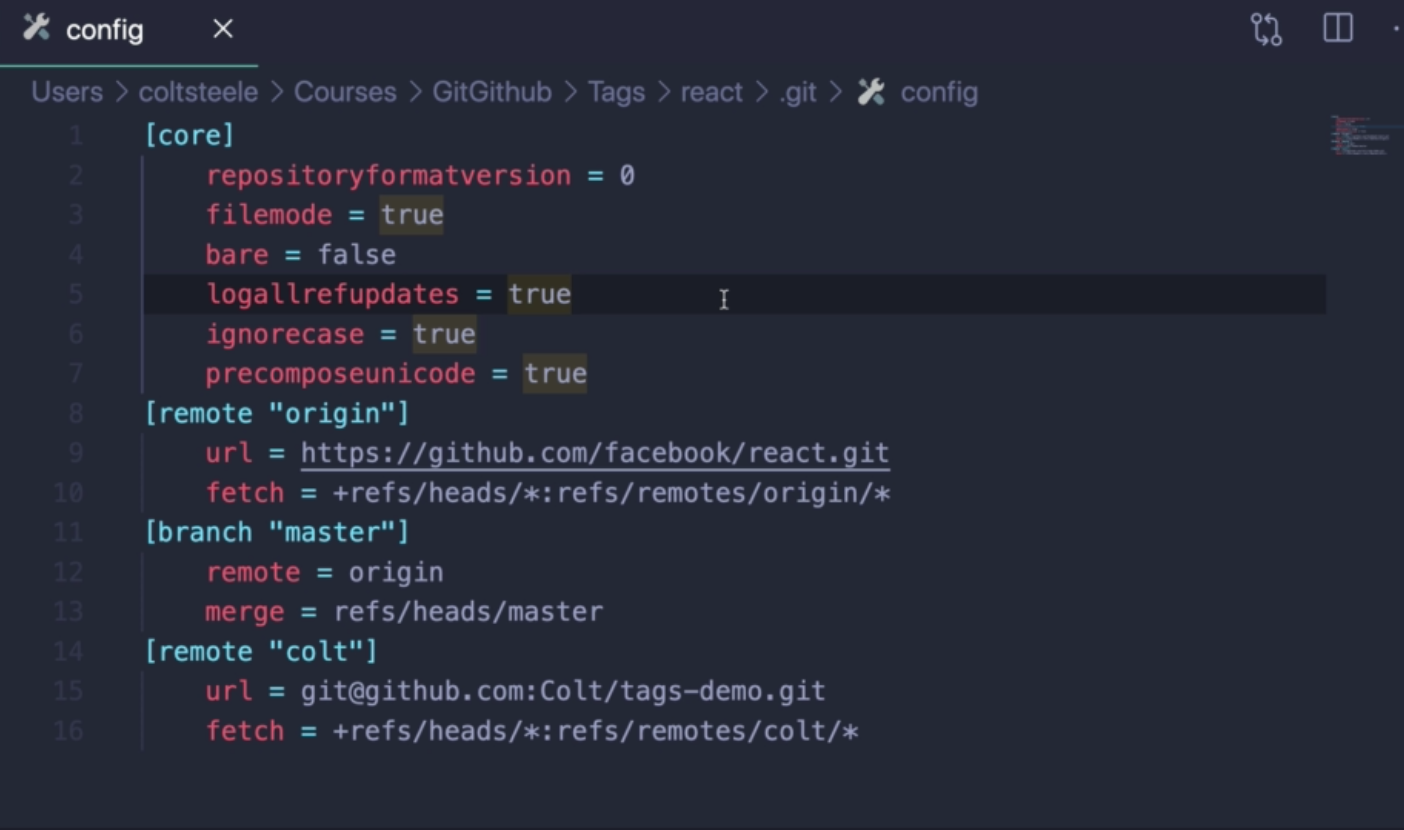 config
Users > coltsteele > Courses > GitGithub > Tags > react > .git > config
1 [core]
2 repositoryformatversion = 0
3 filemode = true
4 bare = false
5 logallrefupdates = true
6 ignorecase = true
7 precomposeunicode = true
8 [remote "origin"]
9 url = https://github.com/facebook/react.git
10 fetch = +refs/heads/*:refs/remotes/origin/*
11 [branch "master"]
12 remote = origin
13 merge = refs/heads/master
14 [remote "colt"]
15 url = git@github.com:Colt/tags-demo.git
16 fetch = +refs/heads/*:refs/remotes/colt/*